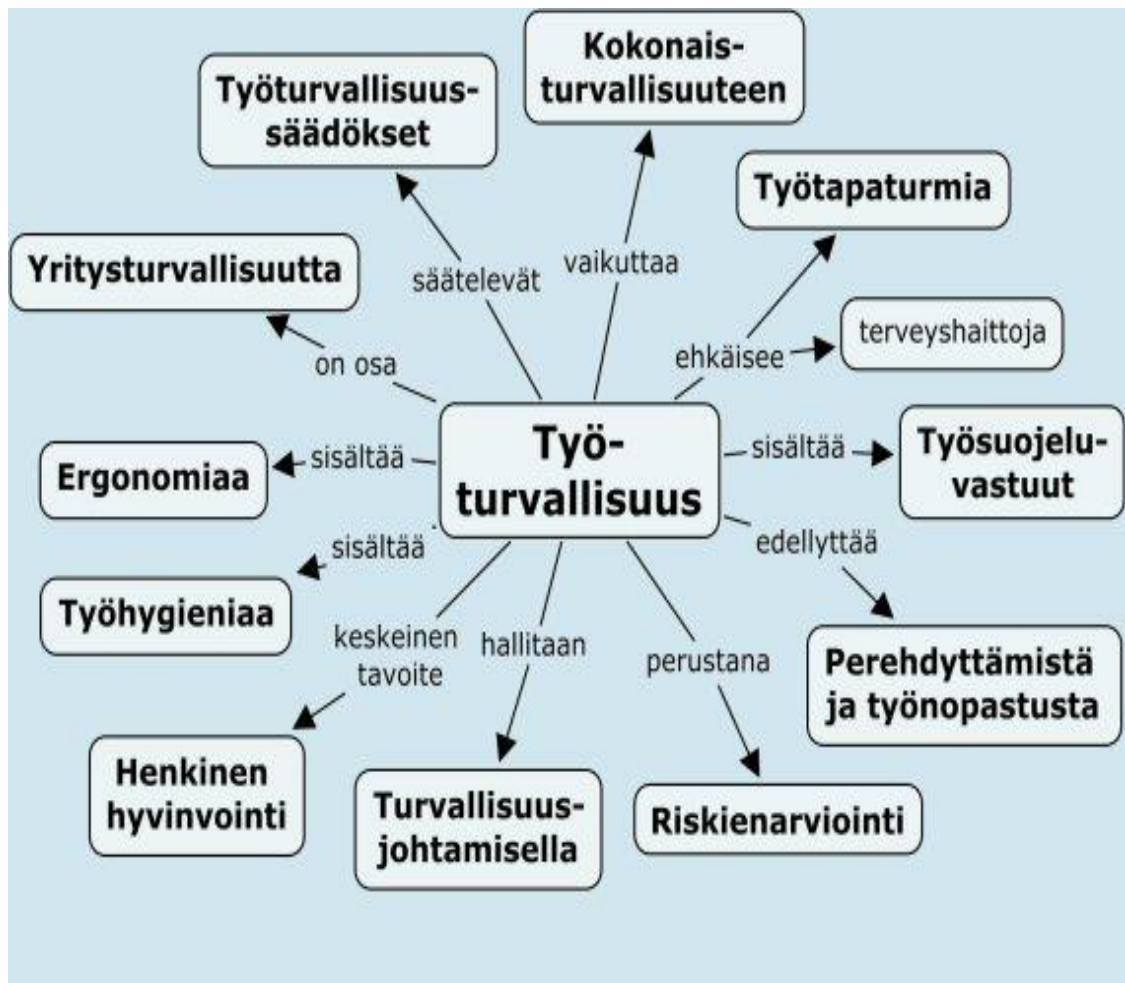 Kokonais-
turvallisuuteen
Työturvallisuus-
säädökset
Työtapaturmia
Yritysturvallisuutta
säätelevät
vaikuttaa
terveyshaittoja
on osa
ehkäisee
Työ-
turvallisuus
Ergonomiaa
sisältää
sisältää
Työsuojelu-
vastuut
sisältää
edellyttää
Työhygieniaa
keskeinen
tavoite
hallitaan
perustana
Perehdyttämistä
ja työnopastusta
Henkinen
hyvinvointi
Turvallisuus-
johtamisella
Riskienarviointi